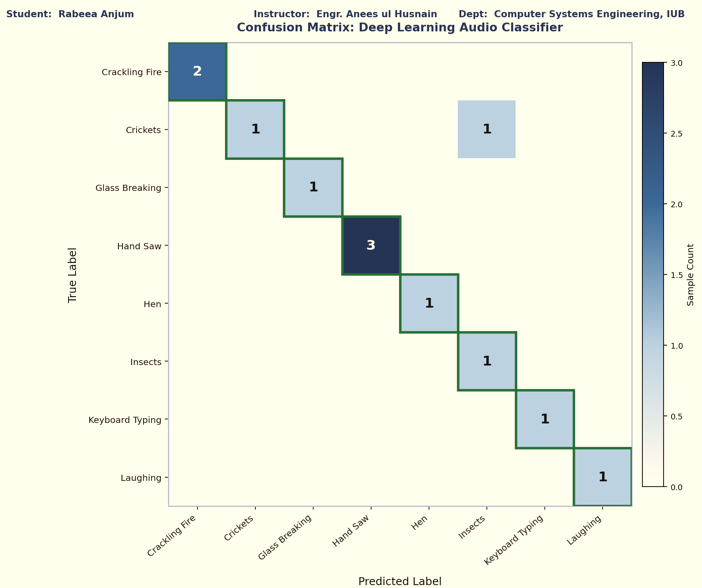 Student:  Rabeea Anjum
Instructor:  Engr. Anees ul Husnain
Dept:  Computer Systems Engineering, IUB
Confusion Matrix: Deep Learning Audio Classifier
True Label
Crackling Fire
2
Crickets
1
1
Glass Breaking
1
Hand Saw
3
Hen
1
Insects
1
Keyboard Typing
1
Laughing
1
Crackling Fire
Crickets
Glass Breaking
Hand Saw
Hen
Insects
Keyboard Typing
Laughing
Predicted Label
3.0
2.5
2.0
1.5
1.0
0.5
0.0
Sample Count